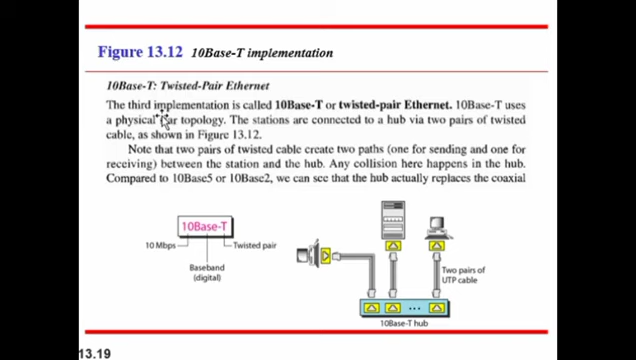 Figure 13.12 10Base-T implementation
10Base-T: Twisted-Pair Ethernet
The third implementation is called 10Base-T or twisted-pair Ethernet. 10Base-T uses
a physical star topology. The stations are connected to a hub via two pairs of twisted
cable, as shown in Figure 13.12.
Note that two pairs of twisted cable create two paths (one for sending and one for
receiving) between the station and the hub. Any collision here happens in the hub.
Compared to 10Base5 or 10Base2, we can see that the hub actually replaces the coaxial
10Base-T
10 Mbps
Twisted pair
Baseband
(digital)
Two pairs of
UTP cable
...
10Base-T hub
13.19